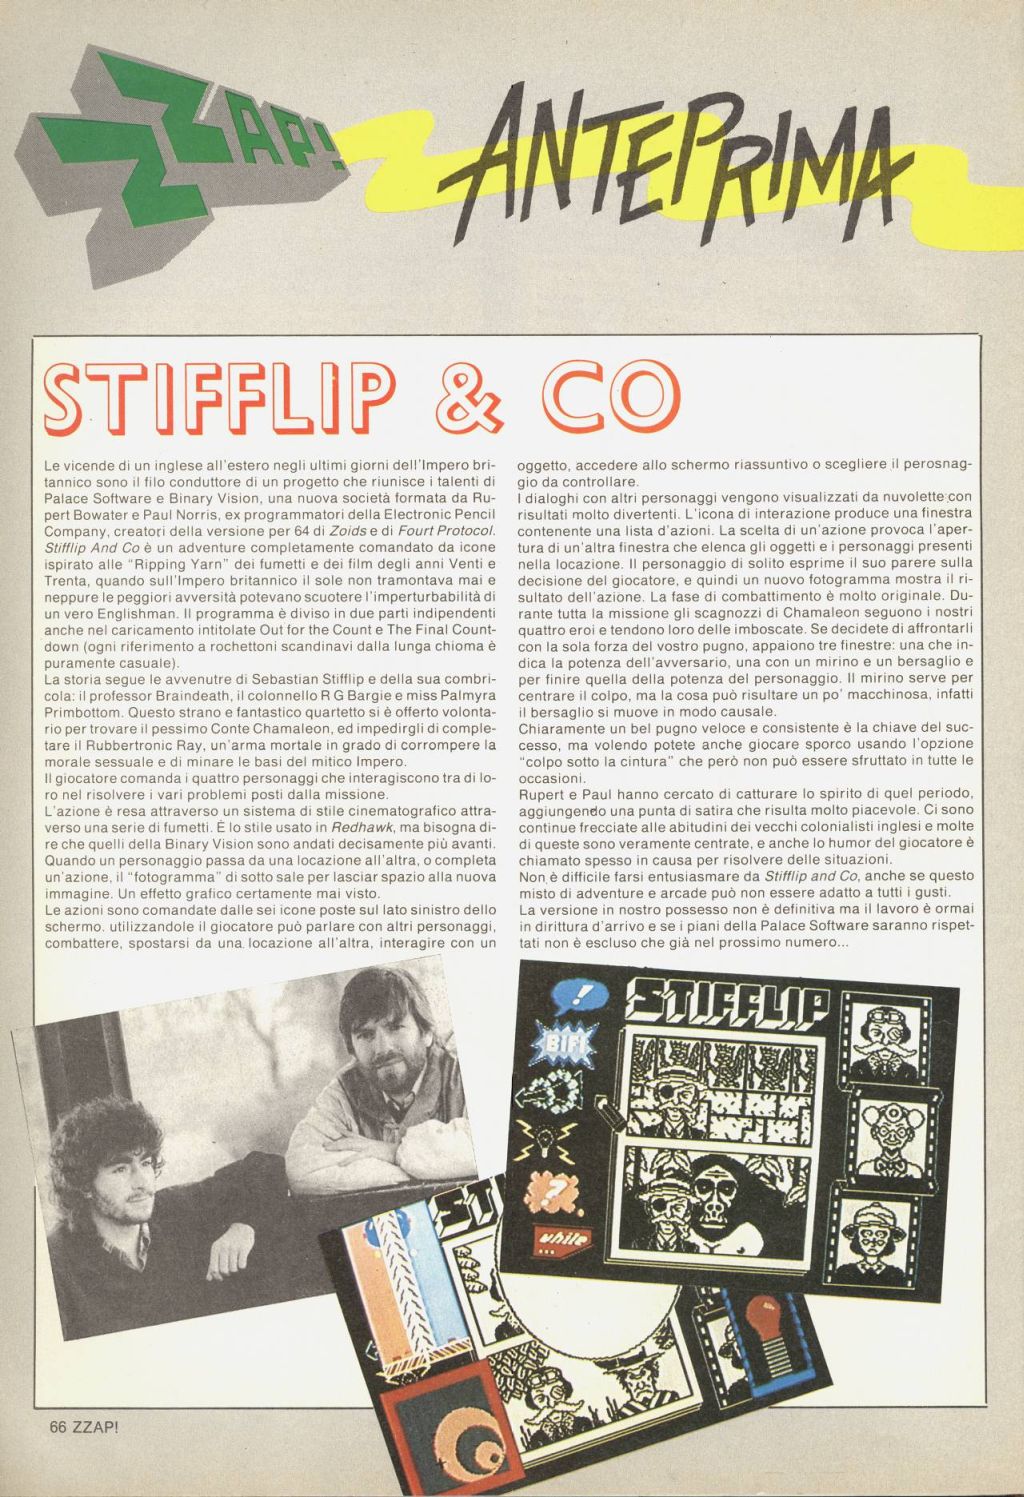 ZZAP!
ANTEPRIMA
STIFFLIP & CO
Le vicende di un inglese all'estero negli ultimi giorni dell'Impero bri-
tannico sono il filo conduttore di un progetto che riunisce i talenti di
Palace Software e Binary Vision, una nuova società formata da Ru-
pert Bowater e Paul Norris, ex programmatori della Electronic Pencil
Company, creatori della versione per 64 di Zoids e di Fourt Protocol.
Stifflip And Co è un adventure completamente comandato da icone
ispirato alle "Ripping Yarn" dei fumetti e dei film degli anni Venti e
Trenta, quando sull'Impero britannico il sole non tramontava mai e
neppure le peggiori avversità potevano scuotere l'imperturbabilità di
un vero Englishman. Il programma è diviso in due parti indipendenti
anche nel caricamento intitolate Out for the Count e The Final Count-
down (ogni riferimento a rochettoni scandinavi dalla lunga chioma è
puramente casuale).
La storia segue le avvenutre di Sebastian Stifflip e della sua combri-
cola: il professor Braindeath, il colonnello R G Bargie e miss Palmyra
Primbottom. Questo strano e fantastico quartetto si è offerto volonta-
rio per trovare il pessimo Conte Chamaleon, ed impedirgli di comple-
tare il Rubbertronic Ray, un'arma mortale in grado di corrompere la
morale sessuale e di minare le basi del mitico Impero.
Il giocatore comanda i quattro personaggi che interagiscono tra di lo-
ro nel risolvere i vari problemi posti dalla missione.
L'azione è resa attraverso un sistema di stile cinematografico attra-
verso una serie di fumetti. È lo stile usato in Redhawk, ma bisogna di-
re che quelli della Binary Vision sono andati decisamente più avanti.
Quando un personaggio passa da una locazione all'altra, o completa
un'azione, il "fotogramma" di sotto sale per lasciar spazio alla nuova
immagine. Un effetto grafico certamente mai visto.
Le azioni sono comandate dalle sei icone poste sul lato sinistro dello
schermo. utilizzandole il giocatore può parlare con altri personaggi,
combattere, spostarsi da una locazione all'altra, interagire con un
oggetto, accedere allo schermo riassuntivo o scegliere il perosnag-
gio da controllare.
I dialoghi con altri personaggi vengono visualizzati da nuvolette con
risultati molto divertenti. L'icona di interazione produce una finestra
contenente una lista d'azioni. La scelta di un'azione provoca l'aper-
tura di un'altra finestra che elenca gli oggetti e i personaggi presenti
nella locazione. Il personaggio di solito esprime il suo parere sulla
decisione del giocatore, e quindi un nuovo fotogramma mostra il ri-
sultato dell'azione. La fase di combattimento è molto originale. Du-
rante tutta la missione gli scagnozzi di Chamaleon seguono i nostri
quattro eroi e tendono loro delle imboscate. Se decidete di affrontarli
con la sola forza del vostro pugno, appaiono tre finestre: una che in-
dica la potenza dell'avversario, una con un mirino e un bersaglio e
per finire quella della potenza del personaggio. Il mirino serve per
centrare il colpo, ma la cosa può risultare un po' macchinosa, infatti
il bersaglio si muove in modo causale.
Chiaramente un bel pugno veloce e consistente è la chiave del suc-
cesso, ma volendo potete anche giocare sporco usando l'opzione
"colpo sotto la cintura" che però non può essere sfruttato in tutte le
occasioni.
Rupert e Paul hanno cercato di catturare lo spirito di quel periodo,
aggiungendo una punta di satira che risulta molto piacevole. Ci sono
continue frecciate alle abitudini dei vecchi colonialisti inglesi e molte
di queste sono veramente centrate, e anche lo humor del giocatore è
chiamato spesso in causa per risolvere delle situazioni.
Non è difficile farsi entusiasmare da Stifflip and Co, anche se questo
misto di adventure e arcade può non essere adatto a tutti i gusti.
La versione in nostro possesso non è definitiva ma il lavoro è ormai
in dirittura d'arrivo e se i piani della Palace Software saranno rispet-
tati non è escluso che già nel prossimo numero...
!
STIFFLIP
BIFF
?
while
...
ST
66 ZZAP!